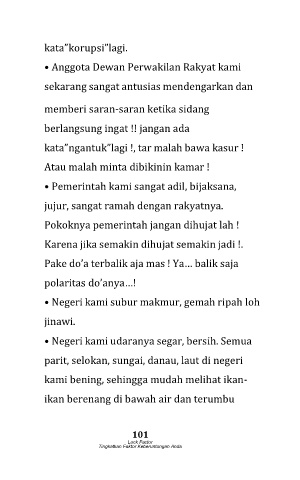 kata”korupsi”lagi.
• Anggota Dewan Perwakilan Rakyat kami
sekarang sangat antusias mendengarkan dan
memberi saran-saran ketika sidang
berlangsung ingat !! jangan ada
kata”ngantuk”lagi !, tar malah bawa kasur !
Atau malah minta dibikinin kamar !
• Pemerintah kami sangat adil, bijaksana,
jujur, sangat ramah dengan rakyatnya.
Pokoknya pemerintah jangan dihujat lah !
Karena jika semakin dihujat semakin jadi !.
Pake do’a terbalik aja mas ! Ya… balik saja
polaritas do’anya…!
• Negeri kami subur makmur, gemah ripah loh
jinawi.
• Negeri kami udaranya segar, bersih. Semua
parit, selokan, sungai, danau, laut di negeri
kami bening, sehingga mudah melihat ikan-
ikan berenang di bawah air dan terumbu
101
Luck Factor
Tingkatkan Faktor Keberuntungan Anda